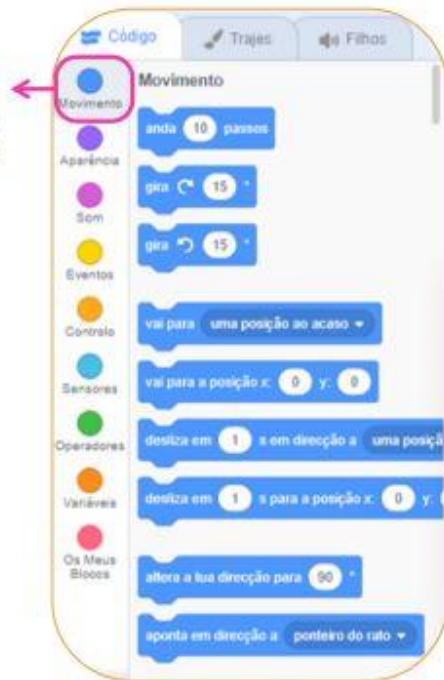 Código Trajes Filhos
Movimento
Movimento
anda 10 passos
Aparência
gira 15 °
Som
gira 15 °
Eventos
Controlo
vai para uma posição ao acaso
Sensores
vai para a posição x: 0 y: 0
Operadores
desliza em 1 s em direcção a uma posiçã
Variáveis
desliza em 1 s para a posição x: 0 y:
Os Meus
Blocos
altera a tua direcção para 90 °
aponta em direcção a ponteiro do rato